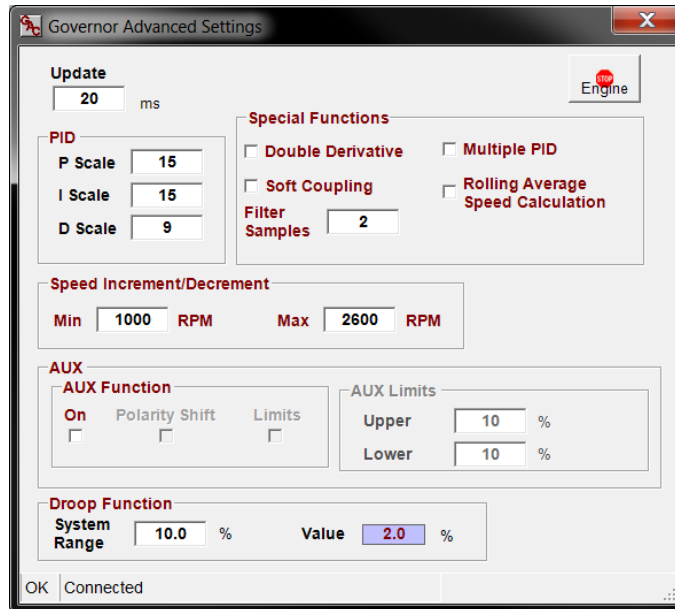 GAC Governor Advanced Settings X
Update
20 ms
STOP
Engine
PID
P Scale 15
I Scale 15
D Scale 9
Special Functions
Double Derivative Multiple PID
Soft Coupling Rolling Average
Speed Calculation
Filter
Samples 2
Speed Increment/Decrement
Min 1000 RPM Max 2600 RPM
AUX
AUX Function
On Polarity Shift Limits
AUX Limits
Upper 10 %
Lower 10 %
Droop Function
System
Range 10.0 % Value 2.0 %
OK Connected